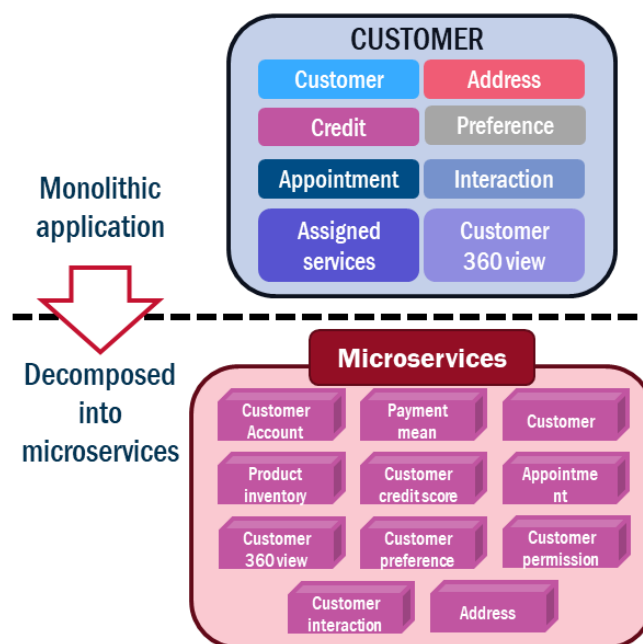 CUSTOMER
Customer
Address
Credit
Preference
Appointment
Interaction
Assigned
services
Customer
360 view
Monolithic
application
Decomposed
into
microservices
Microservices
Customer
Account
Payment
mean
Customer
Product
inventory
Customer
credit score
Appointme
nt
Customer
360 view
Customer
preference
Customer
permission
Customer
interaction
Address